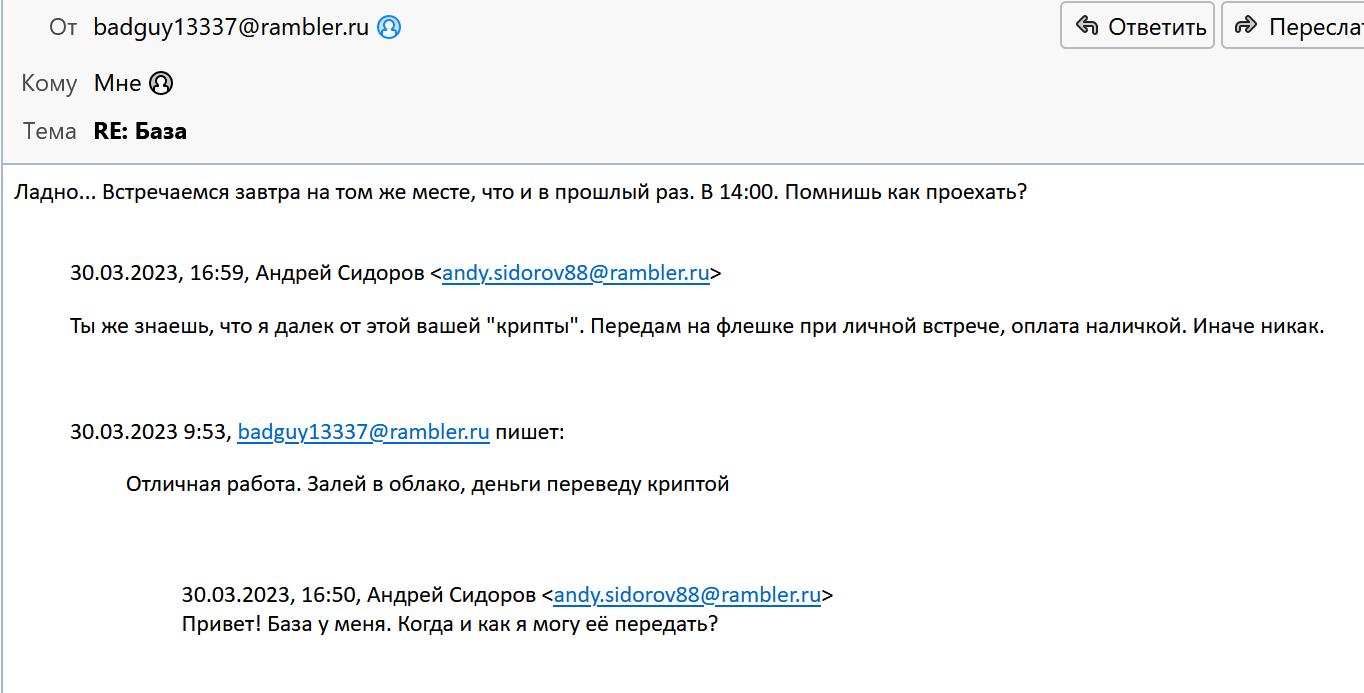 От badguy13337@rambler.ru
Ответить
Кому Мне
Тема RE: База
Ладно... Встречаемся завтра на том же месте, что и в прошлый раз. В 14:00. Помнишь как проехать?
30.03.2023, 16:59, Андрей Сидоров <andy.sidorov88@rambler.ru>
Ты же знаешь, что я далек от этой вашей "крипты". Передам на флешке при личной встрече, оплата наличкой. Иначе никак.
30.03.2023 9:53, badguy13337@rambler.ru пишет:
Отличная работа. Залей в облако, деньги переведу криптой
30.03.2023, 16:50, Андрей Сидоров <andy.sidorov88@rambler.ru>
Привет! База у меня. Когда и как я могу её передать?